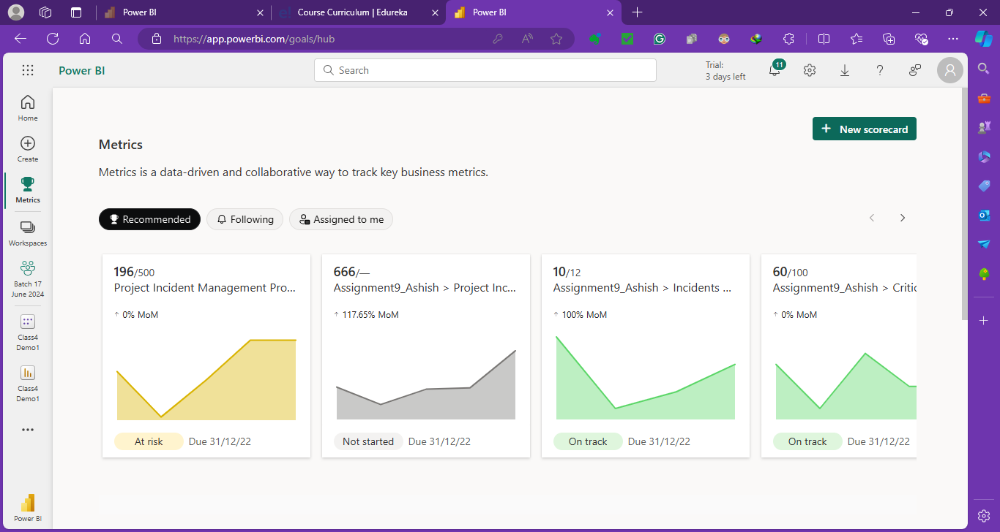 Power BI
Course Curriculum | Edureka
Power BI
https://app.powerbi.com/goals/hub
Power BI
Search
Trial:
3 days left
11
Home
Create
Metrics
Workspaces
Batch 17
June 2024
Class4
Demo1
Class4
Demo1
Power BI
New scorecard
Metrics
Metrics is a data-driven and collaborative way to track key business metrics.
Recommended
Following
Assigned to me
196/500
Project Incident Management Pro...
↑ 0% MoM
At risk
Due 31/12/22
666/—
Assignment9_Ashish > Project Inc...
↑ 117.65% MoM
Not started
Due 31/12/22
10/12
Assignment9_Ashish > Incidents ...
↑ 100% MoM
On track
Due 31/12/22
60/100
Assignment9_Ashish > Critic
↑ 0% MoM
On track
Due 31/12/22